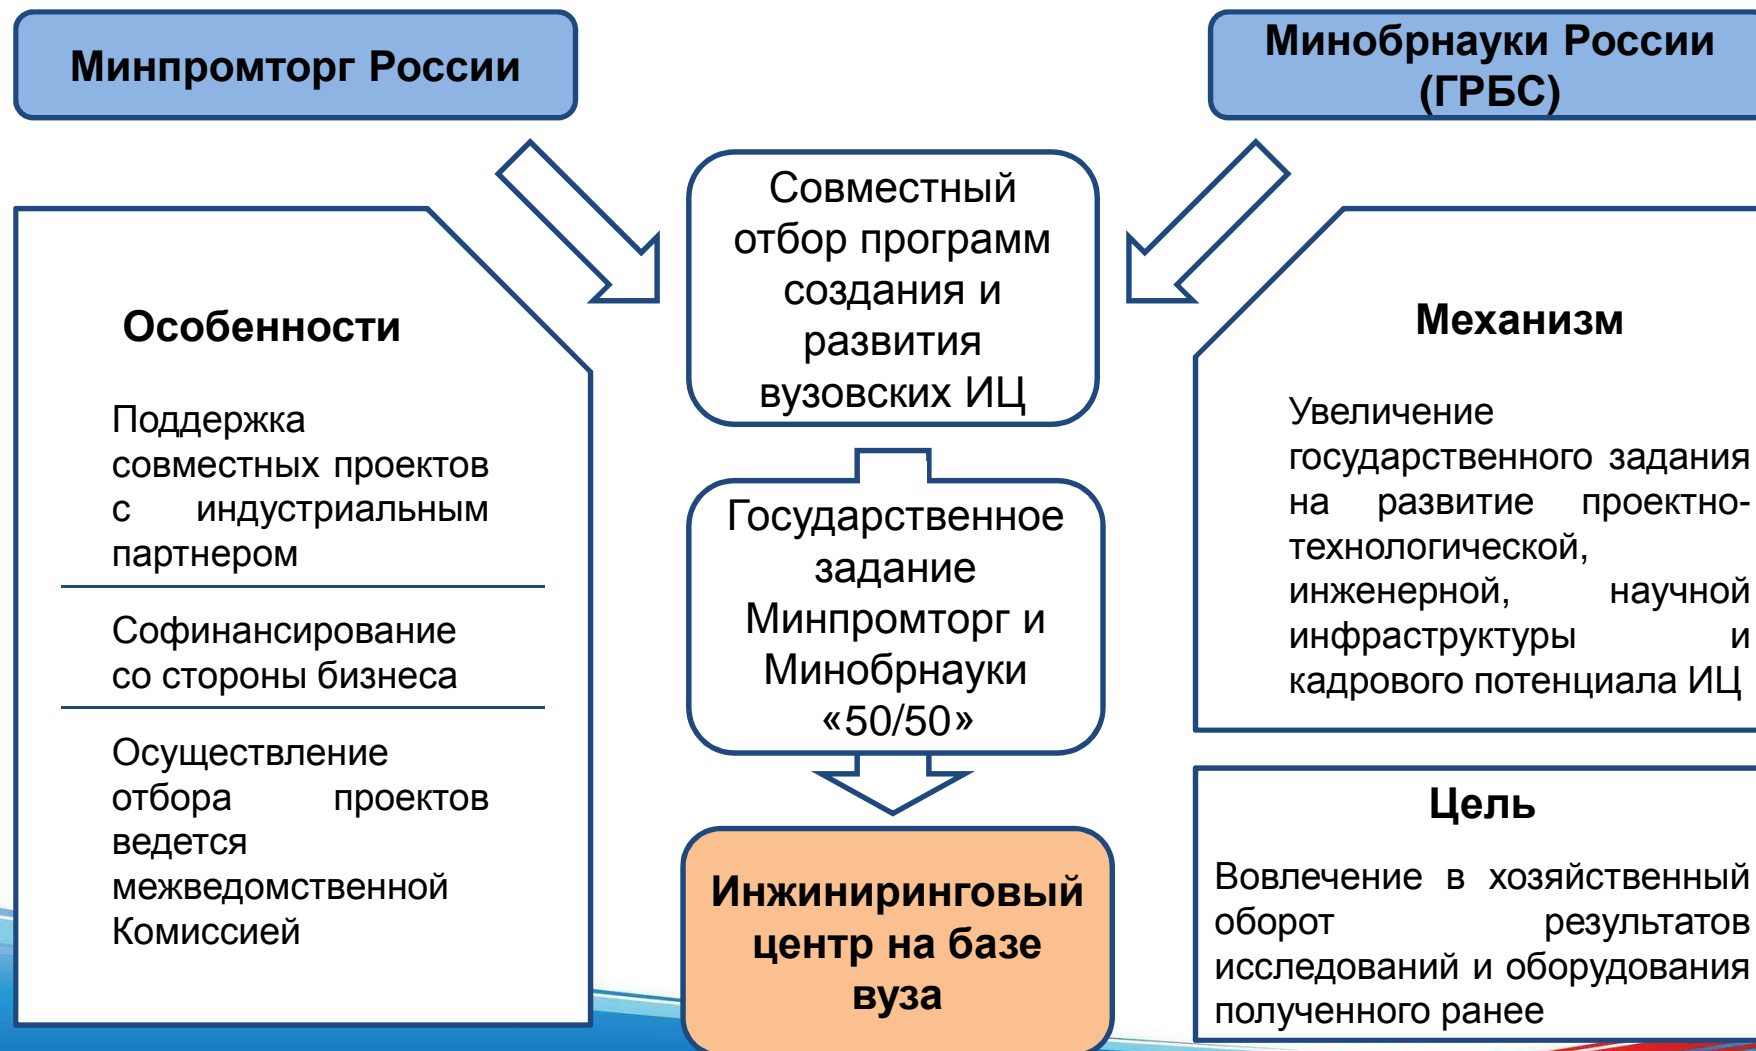 Минпромторг России
Минобрнауки России
(ГРБС)
Совместный
отбор программ
создания и
развития
вузовских ИЦ
Особенности
Поддержка
совместных проектов
с индустриальным
партнером
Софинансирование
со стороны бизнеса
Осуществление
отбора проектов
ведется
межведомственной
Комиссией
Государственное
задание
Минпромторг и
Минобрнауки
«50/50»
Инжиниринговый
центр на базе
вуза
Механизм
Увеличение
государственного задания
на развитие проектно-
технологической,
инженерной, научной
инфраструктуры и
кадрового потенциала ИЦ
Цель
Вовлечение в хозяйственный
оборот результатов
исследований и оборудования
полученного ранее